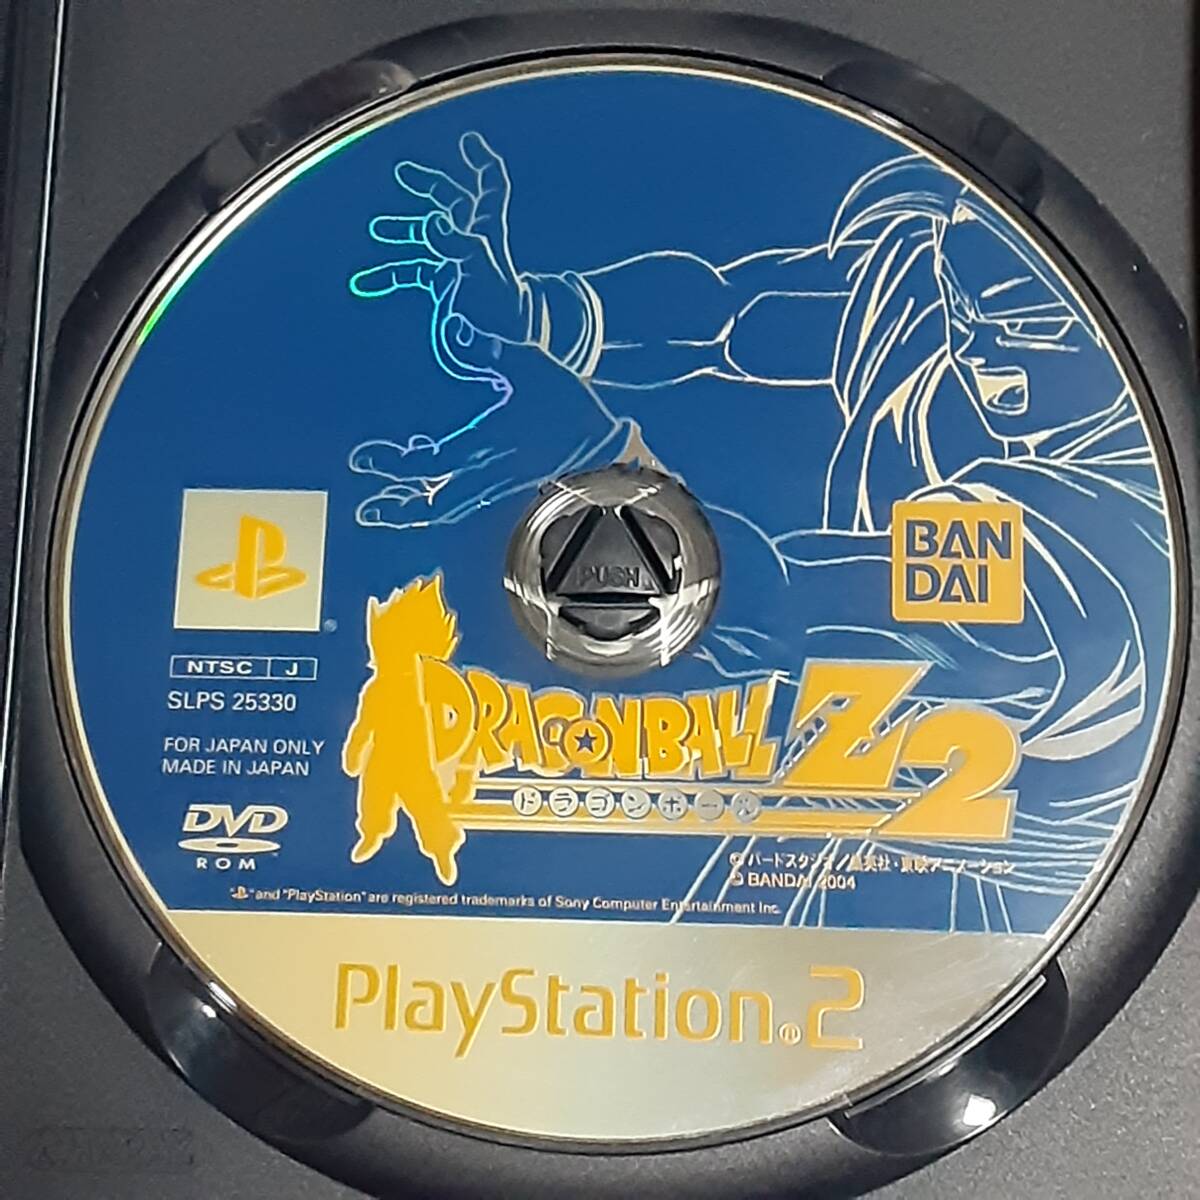 BAN
DAI
PUSH
NTSC J
SLPS 25330
FOR JAPAN ONLY
MADE IN JAPAN
DVD
ROM
DRAGONBALL Z 2
ドラゴンボール
© バードスタジオ/集英社・東映アニメーション
© BANDAI 2004
" " and "PlayStation" are registered trademarks of Sony Computer Entertainment Inc.
PlayStation®2